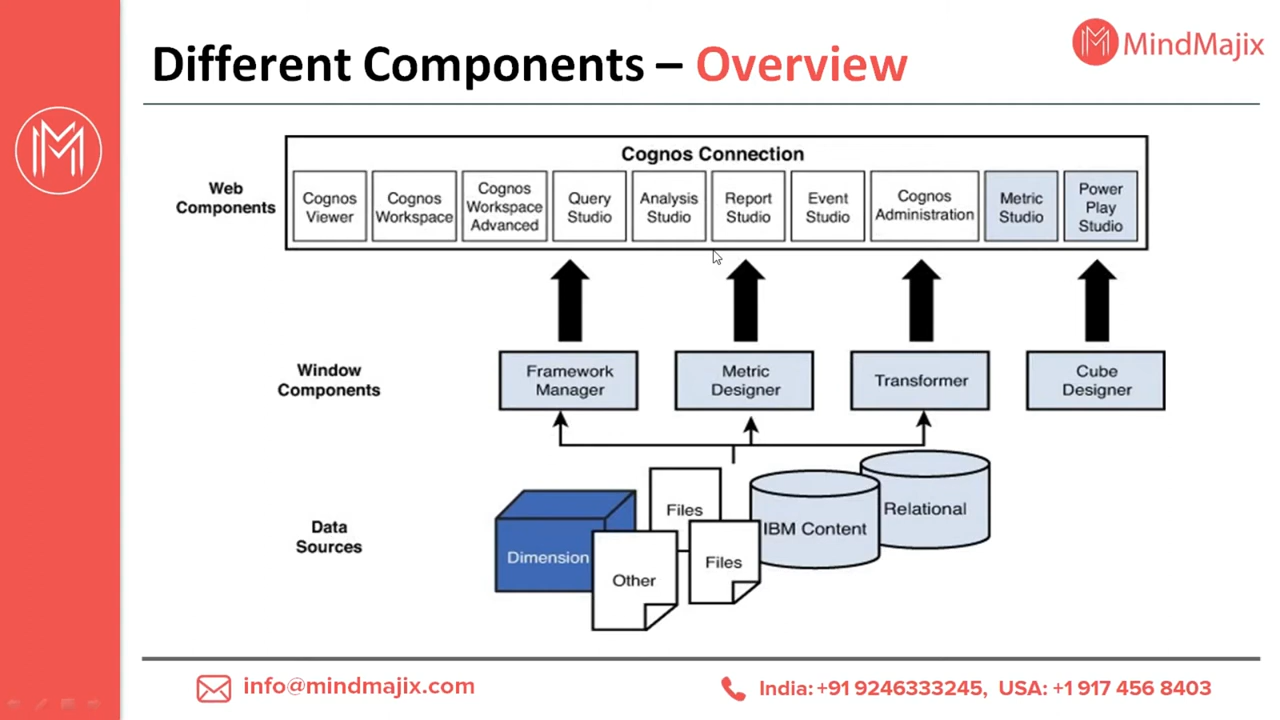 Different Components – Overview
MindMajix
Cognos Connection
Web
Components
Cognos
Viewer
Cognos
Workspace
Cognos
Workspace
Advanced
Query
Studio
Analysis
Studio
Report
Studio
Event
Studio
Cognos
Administration
Metric
Studio
Power
Play
Studio
Window
Components
Framework
Manager
Metric
Designer
Transformer
Cube
Designer
Data
Sources
Dimension
Other
Files
Files
IBM Content
Relational
info@mindmajix.com
India: +91 9246333245, USA: +1 917 456 8403